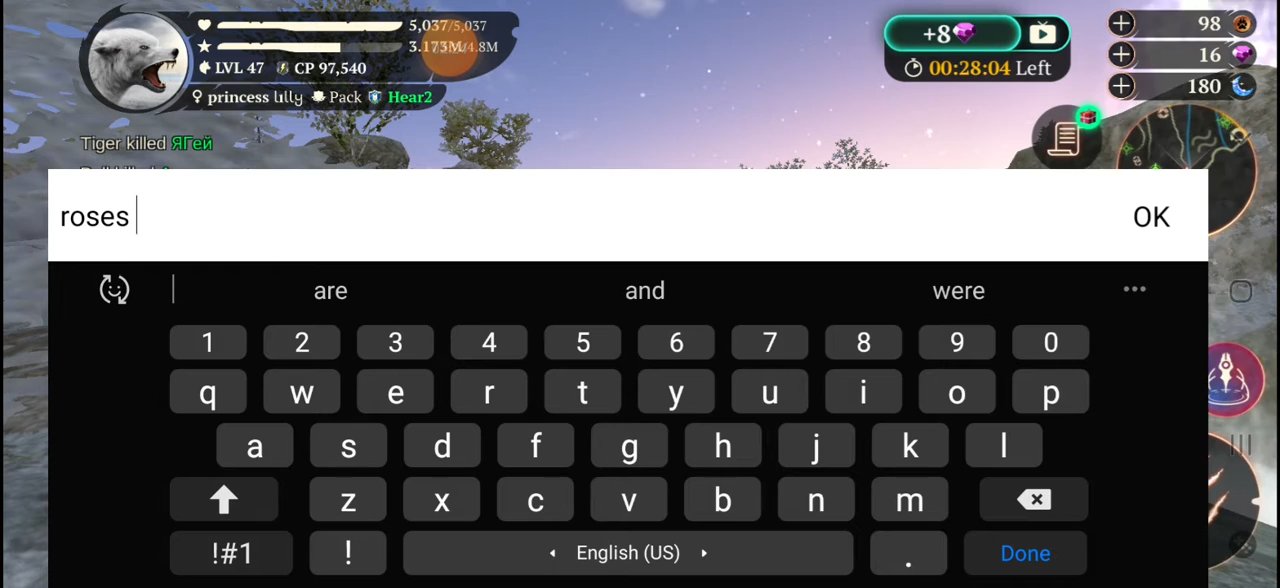 5,037/5,037
3.173M/4.8M
LVL 47 CP 97,540
princess lılly Pack Hear2
+8
00:28:04 Left
98
16
180
Tiger killed ЯГей
roses
OK
are and were
1 2 3 4 5 6 7 8 9 0
q w e r t y u i o p
a s d f g h j k l
z x c v b n m
!#1 ! English (US) . Done